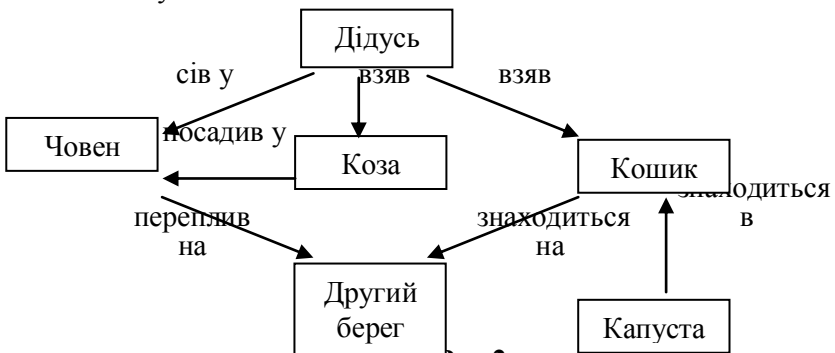 Дідусь
сів у
взяв
взяв
Човен
посадив у
Коза
Кошик
знаходиться
в
переплив
на
знаходиться
на
Другий
берег
Капуста